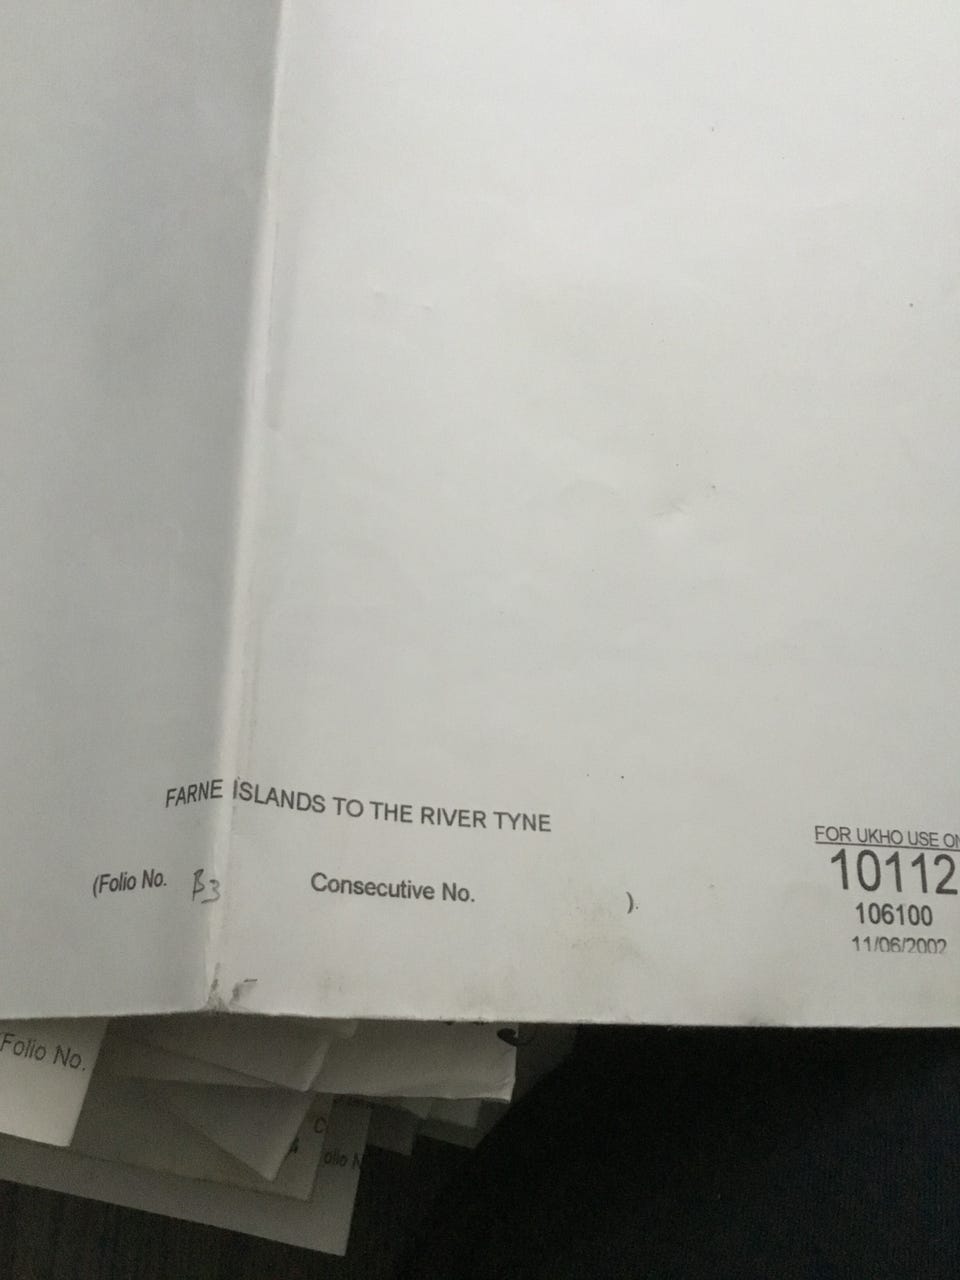 FARNE ISLANDS TO THE RIVER TYNE
(Folio No. B3 Consecutive No. ).
FOR UKHO USE ON
10112
106100
11/06/2002
Folio No.
C
olio N